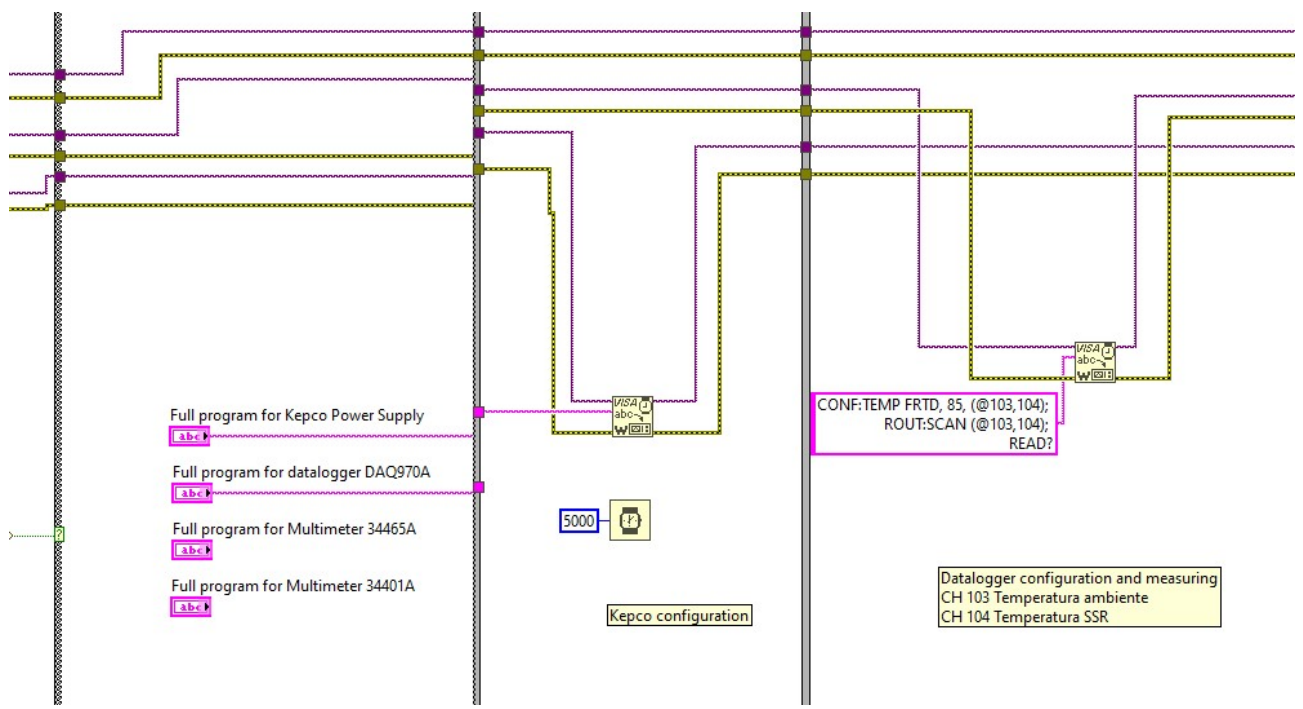 Full program for Kepco Power Supply
abc
Full program for datalogger DAQ970A
abc
Full program for Multimeter 34465A
abc
Full program for Multimeter 34401A
abc
?
VISA
abc
W
5000
Kepco configuration
VISA
abc
W
CONF:TEMP FRTD, 85, (@103,104);
ROUT:SCAN (@103,104);
READ?
Datalogger configuration and measuring
CH 103 Temperatura ambiente
CH 104 Temperatura SSR